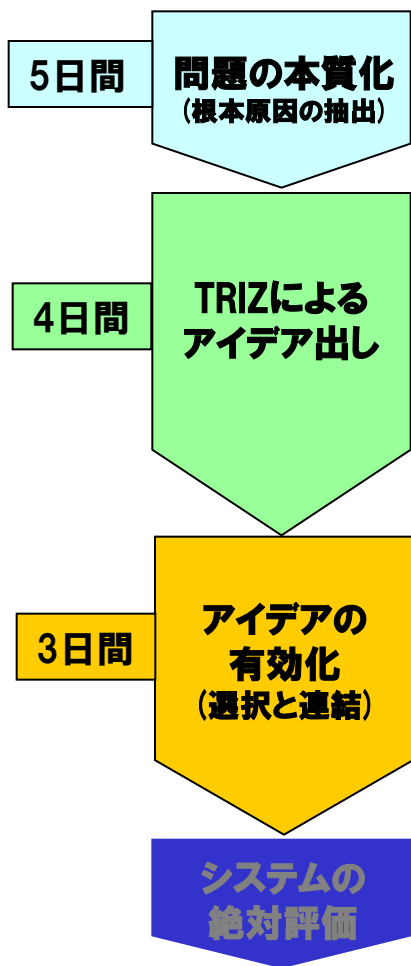 5日間
問題の本質化
(根本原因の抽出)
4日間
TRIZによる
アイデア出し
3日間
アイデアの
有効化
(選択と連結)
システムの
絶対評価